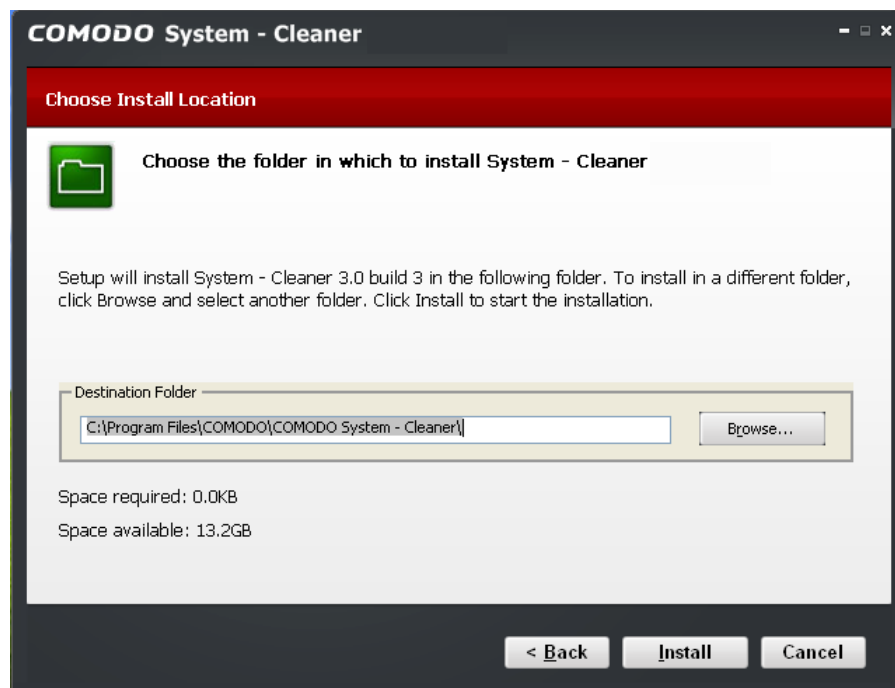 COMODO System - Cleaner
Choose Install Location
Choose the folder in which to install System - Cleaner
Setup will install System - Cleaner 3.0 build 3 in the following folder. To install in a different folder,
click Browse and select another folder. Click Install to start the installation.
Destination Folder
C:\Program Files\COMODO\COMODO System - Cleaner\
Browse...
Space required: 0.0KB
Space available: 13.2GB
< Back
Install
Cancel